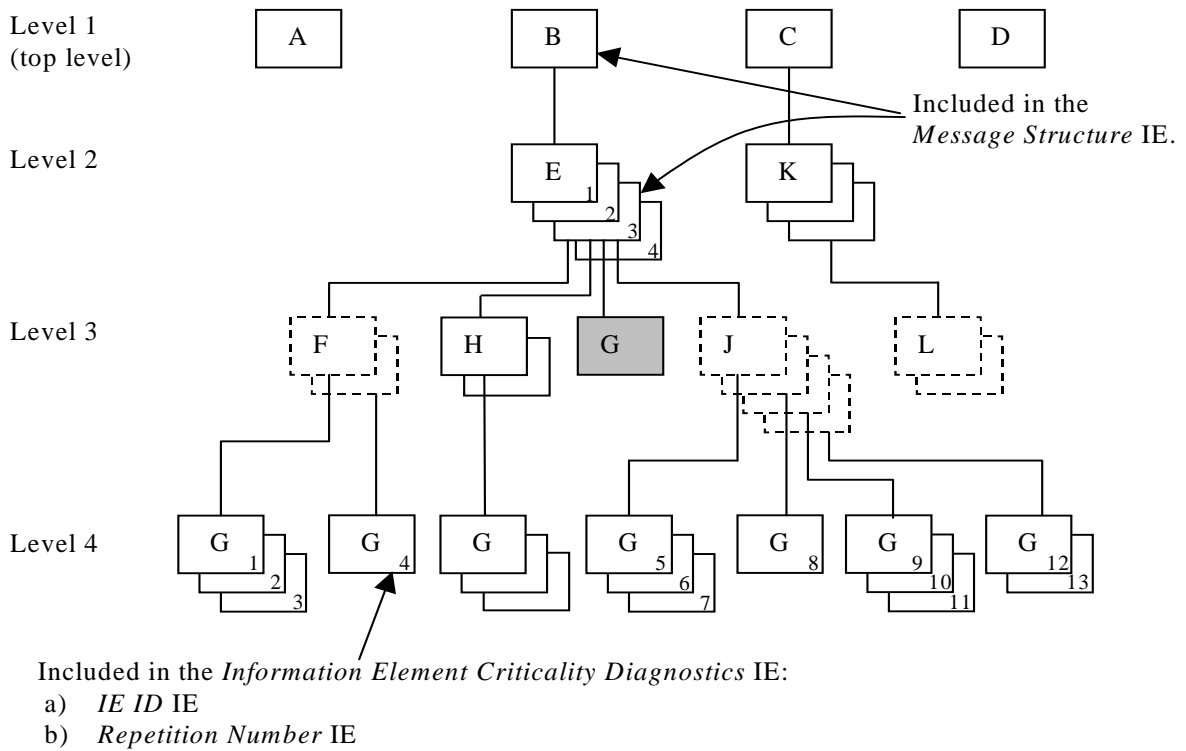 Level 1
(top level)
A
B
C
D
Included in the
Message Structure IE.
Level 2
E
1
2
3
4
K
Level 3
F
H
G
J
L
Level 4
G
1
2
3
G
4
G
G
5
6
7
G
8
G
9
10
11
G
12
13
Included in the Information Element Criticality Diagnostics IE:
a) IE ID IE
b) Repetition Number IE